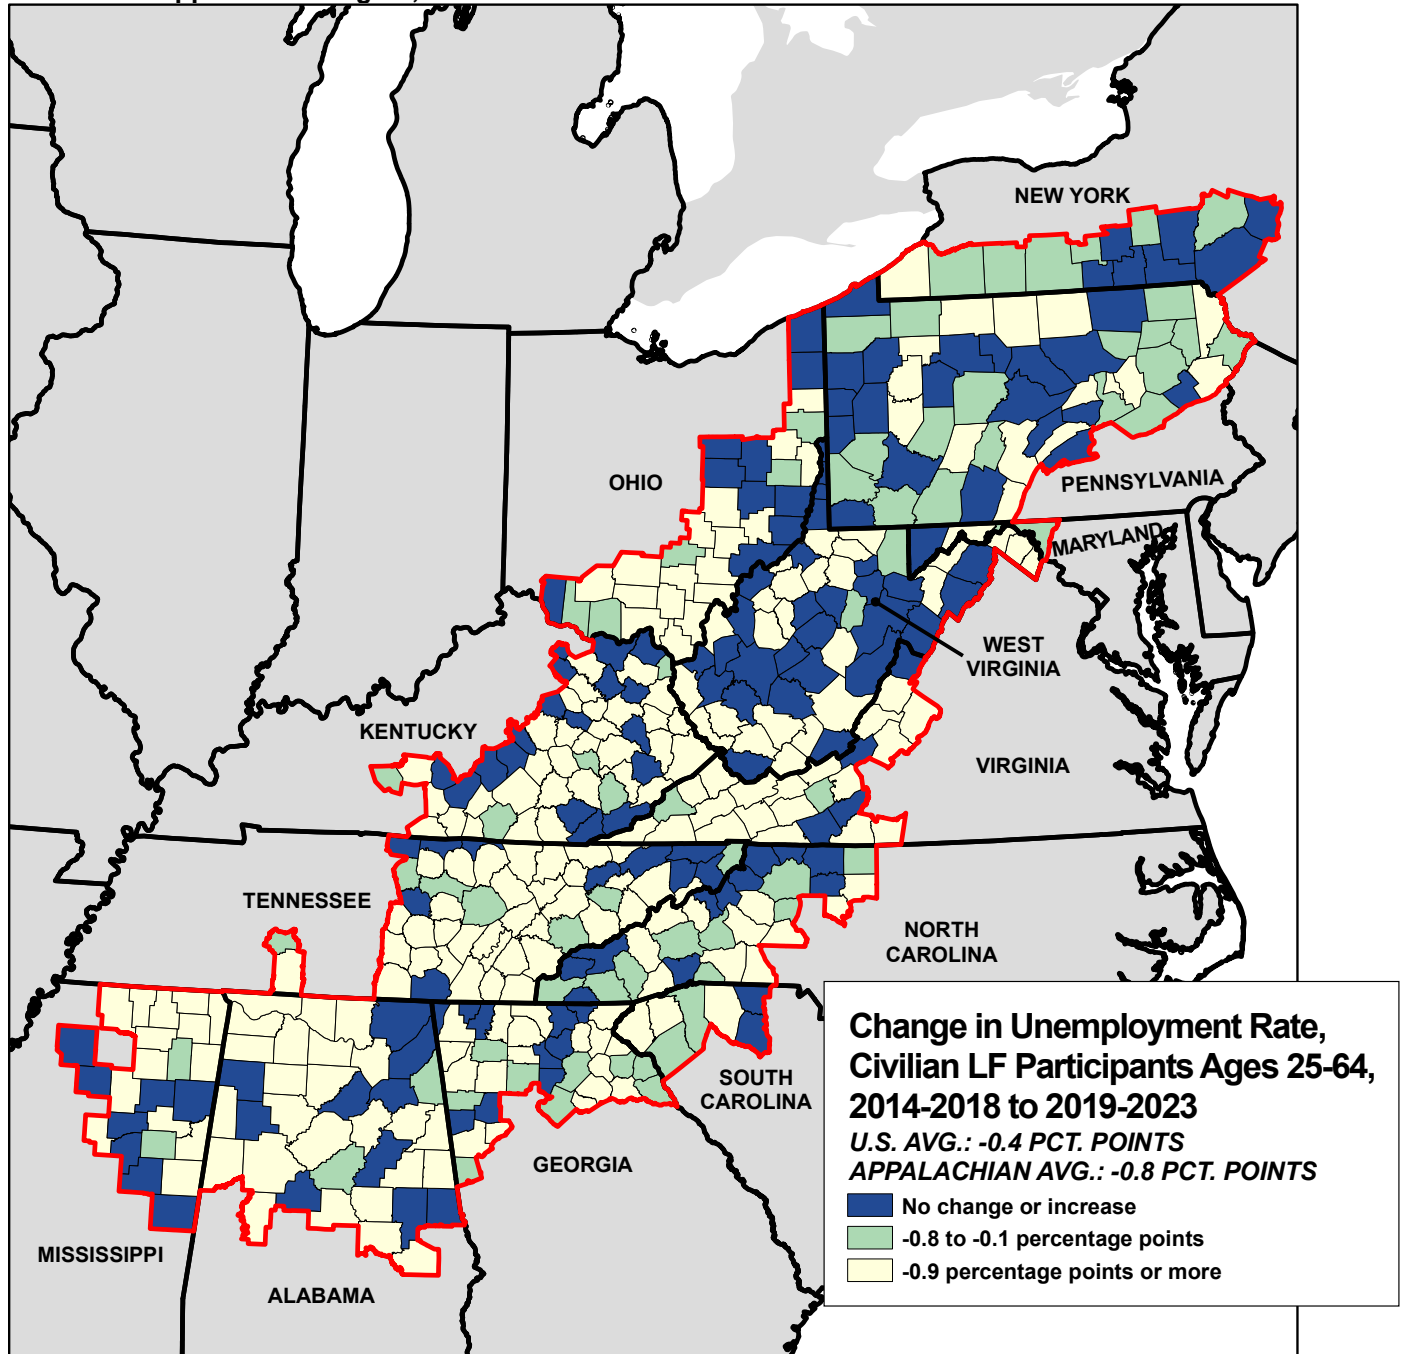 NEW YORK
OHIO
PENNSYLVANIA
MARYLAND
WEST
VIRGINIA
KENTUCKY
VIRGINIA
TENNESSEE
NORTH
CAROLINA
SOUTH
CAROLINA
GEORGIA
MISSISSIPPI
ALABAMA
Change in Unemployment Rate,
Civilian LF Participants Ages 25-64,
2014-2018 to 2019-2023
U.S. AVG.: -0.4 PCT. POINTS
APPALACHIAN AVG.: -0.8 PCT. POINTS
No change or increase
-0.8 to -0.1 percentage points
-0.9 percentage points or more